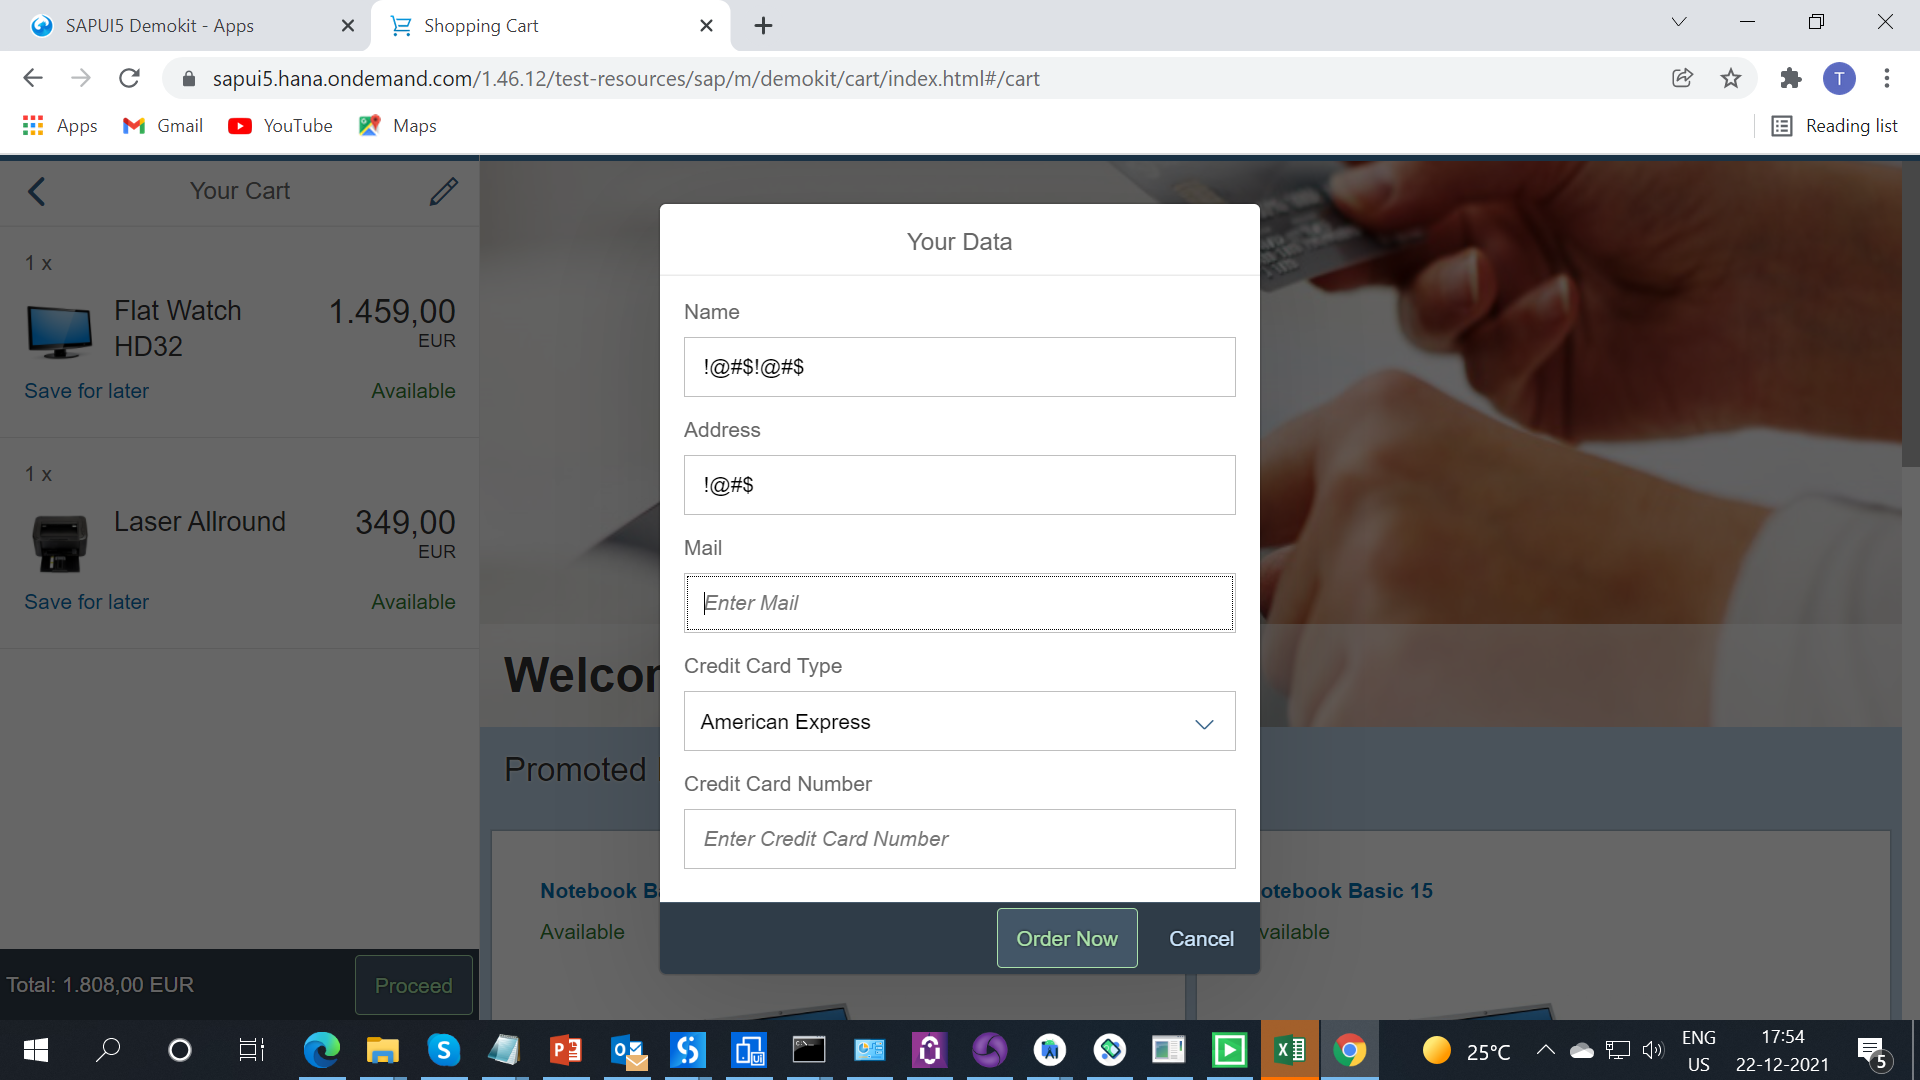 SAPUI5 Demokit - Apps
Shopping Cart
sapui5.hana.ondemand.com/1.46.12/test-resources/sap/m/demokit/cart/index.html#/cart
T
Apps
Gmail
YouTube
Maps
Reading list
Your Cart
1 x
Flat Watch HD32
1.459,00
EUR
Save for later
Available
1 x
Laser Allround
349,00
EUR
Save for later
Available
Total: 1.808,00 EUR
Proceed
Promoted
Notebook
Available
otebook Basic 15
vailable
Your Data
Name
!@#$!@#$
Address
!@#$
Mail
Enter Mail
Credit Card Type
American Express
Credit Card Number
Enter Credit Card Number
Order Now
Cancel
25°C
ENG
US
17:54
22-12-2021
5